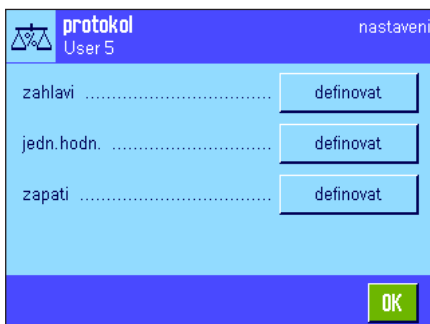 protokol nastaveni
User 5
zahlavi ................................ definovat
jedn.hodn. ............................ definovat
zapati ................................. definovat
OK